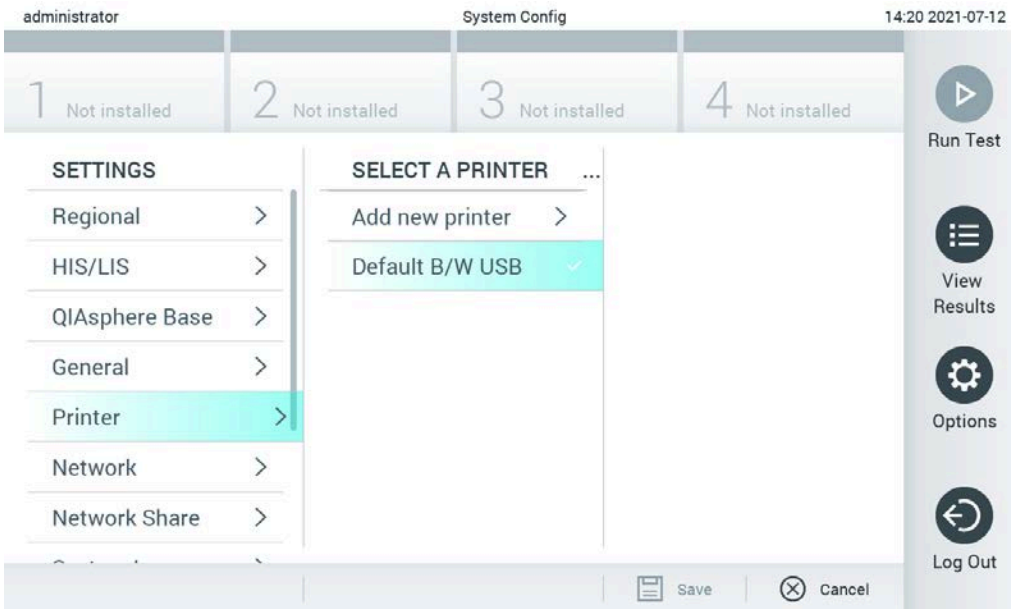 administrator System Config 14:20 2021-07-12
1 Not installed 2 Not installed 3 Not installed 4 Not installed
Run Test
SETTINGS SELECT A PRINTER ...
Regional Add new printer
HIS/LIS Default B/W USB
View
Results
QIAsphere Base
General
Printer
Options
Network
Network Share
Log Out
Save Cancel